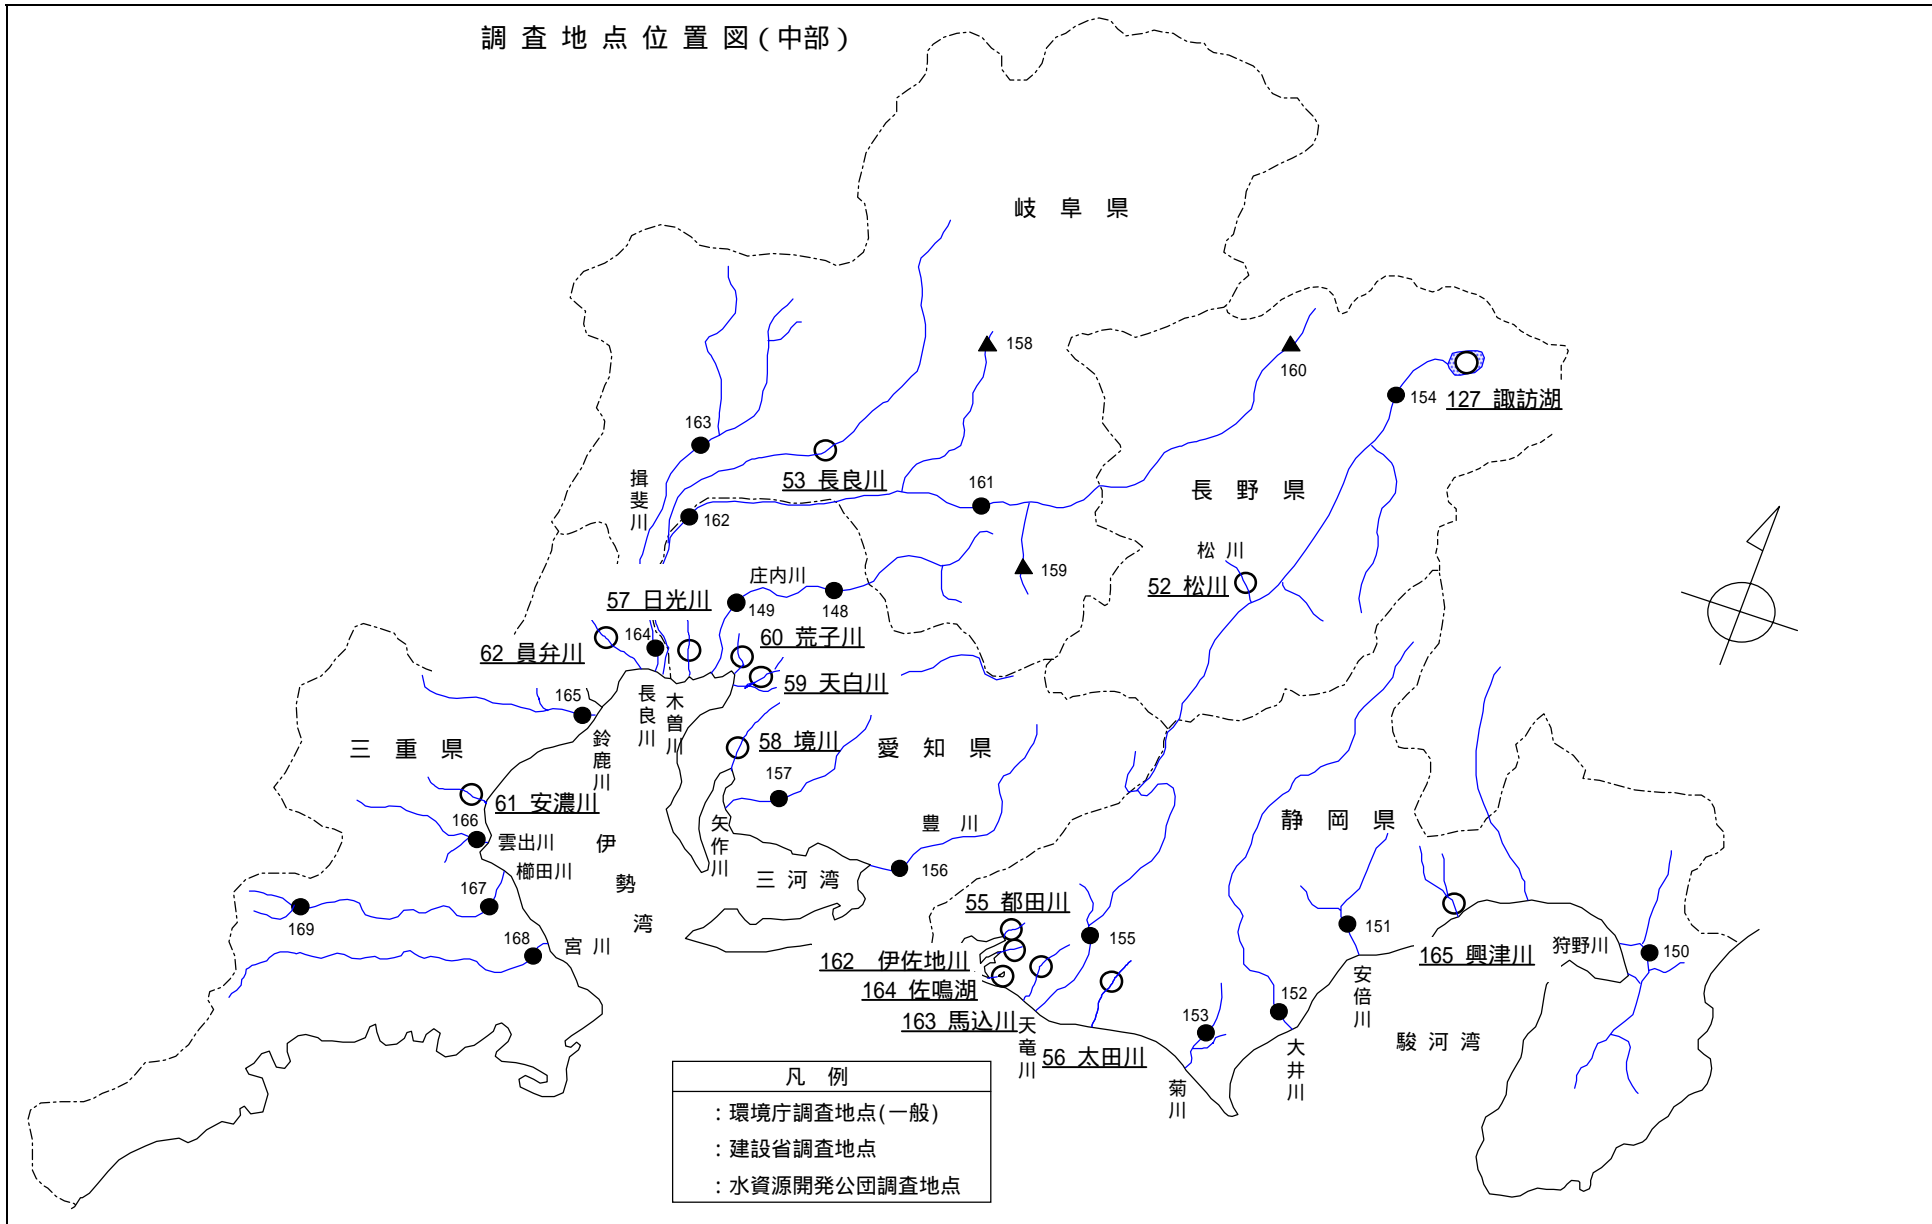 調査地点位置図(中部)
岐阜県
158
160
154
127 諏訪湖
163
揖斐川
53 長良川
161
長野県
162
松川
52 松川
159
庄内川
57 日光川
149
148
164
60 荒子川
62 員弁川
59 天白川
165
長良川
木曽川
鈴鹿川
三重県
58 境川
愛知県
157
61 安濃川
矢作川
豊川
静岡県
166
雲出川
伊勢湾
櫛田川
三河湾
156
167
169
168
宮川
55 都田川
155
151
162 伊佐地川
165 興津川
狩野川
150
164 佐鳴湖
安倍川
163 馬込川
天竜川
152
153
56 太田川
大井川
駿河湾
菊川
凡例
:環境庁調査地点(一般)
:建設省調査地点
:水資源開発公団調査地点